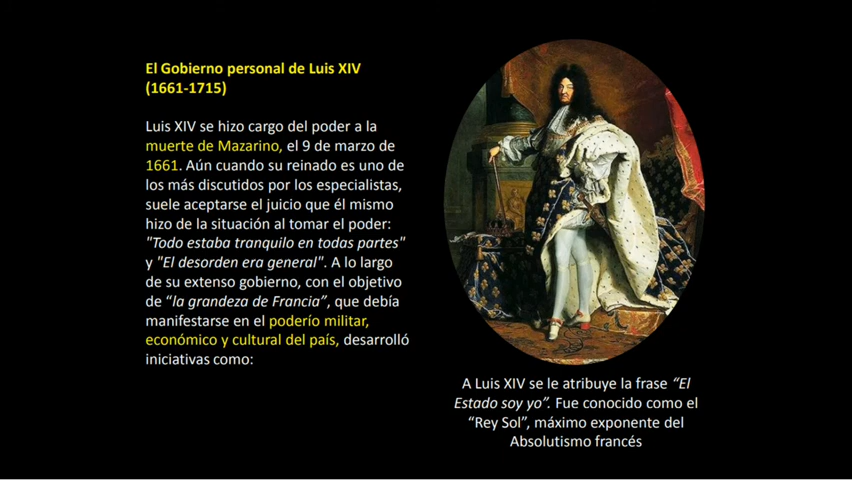 El Gobierno personal de Luis XIV
(1661-1715)
Luis XIV se hizo cargo del poder a la
muerte de Mazarino, el 9 de marzo de
1661. Aún cuando su reinado es uno de
los más discutidos por los especialistas,
suele aceptarse el juicio que él mismo
hizo de la situación al tomar el poder:
"Todo estaba tranquilo en todas partes"
y "El desorden era general". A lo largo
de su extenso gobierno, con el objetivo
de “la grandeza de Francia”, que debía
manifestarse en el poderío militar,
económico y cultural del país, desarrolló
iniciativas como:
A Luis XIV se le atribuye la frase “El
Estado soy yo”. Fue conocido como el
“Rey Sol”, máximo exponente del
Absolutismo francés